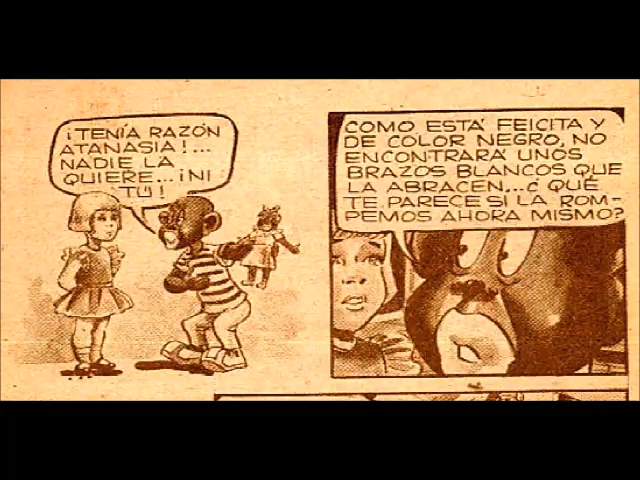 ¡TENÍA RAZÓN
ATANASIA!...
NADIE LA
QUIERE...¡NI
TÚ!
COMO ESTÁ FEICITA Y
DE COLOR NEGRO, NO
ENCONTRARÁ UNOS
BRAZOS BLANCOS QUE
LA ABRACEN...¿QUÉ
TE PARECE SI LA ROM-
PEMOS AHORA MISMO?